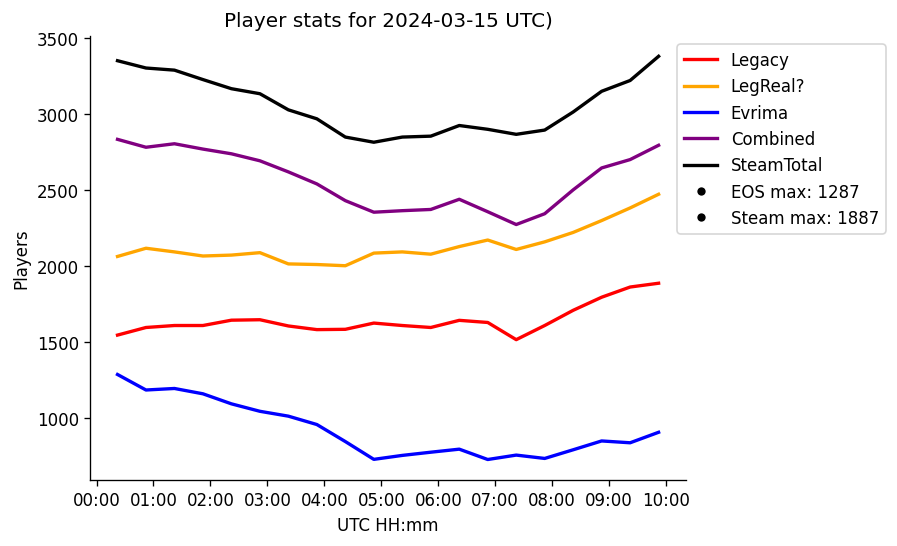 Player stats for 2024-03-15 UTC)
3500
3000
2500
2000
1500
1000
Players
00:00 01:00 02:00 03:00 04:00 05:00 06:00 07:00 08:00 09:00 10:00
UTC HH:mm
Legacy
LegReal?
Evrima
Combined
SteamTotal
EOS max: 1287
Steam max: 1887